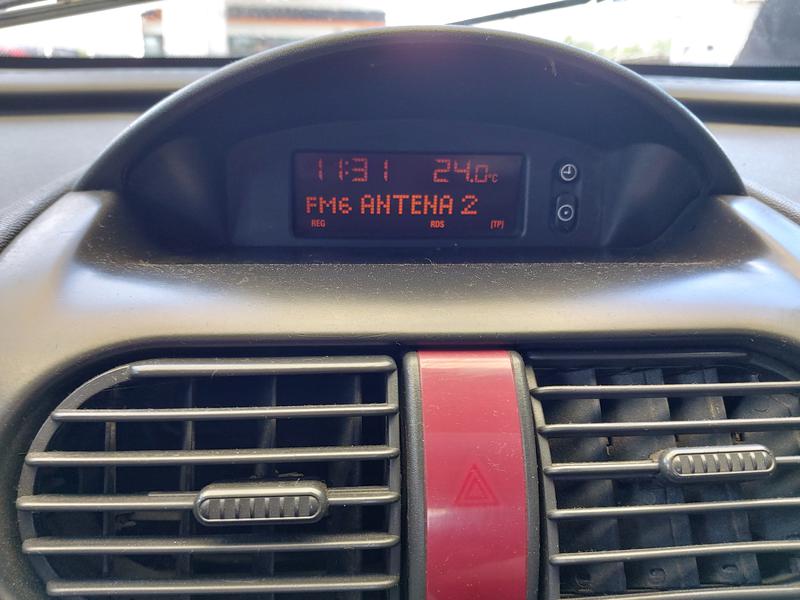 11:31 24.0°C
FM6 ANTENA 2
REG RDS (TP)